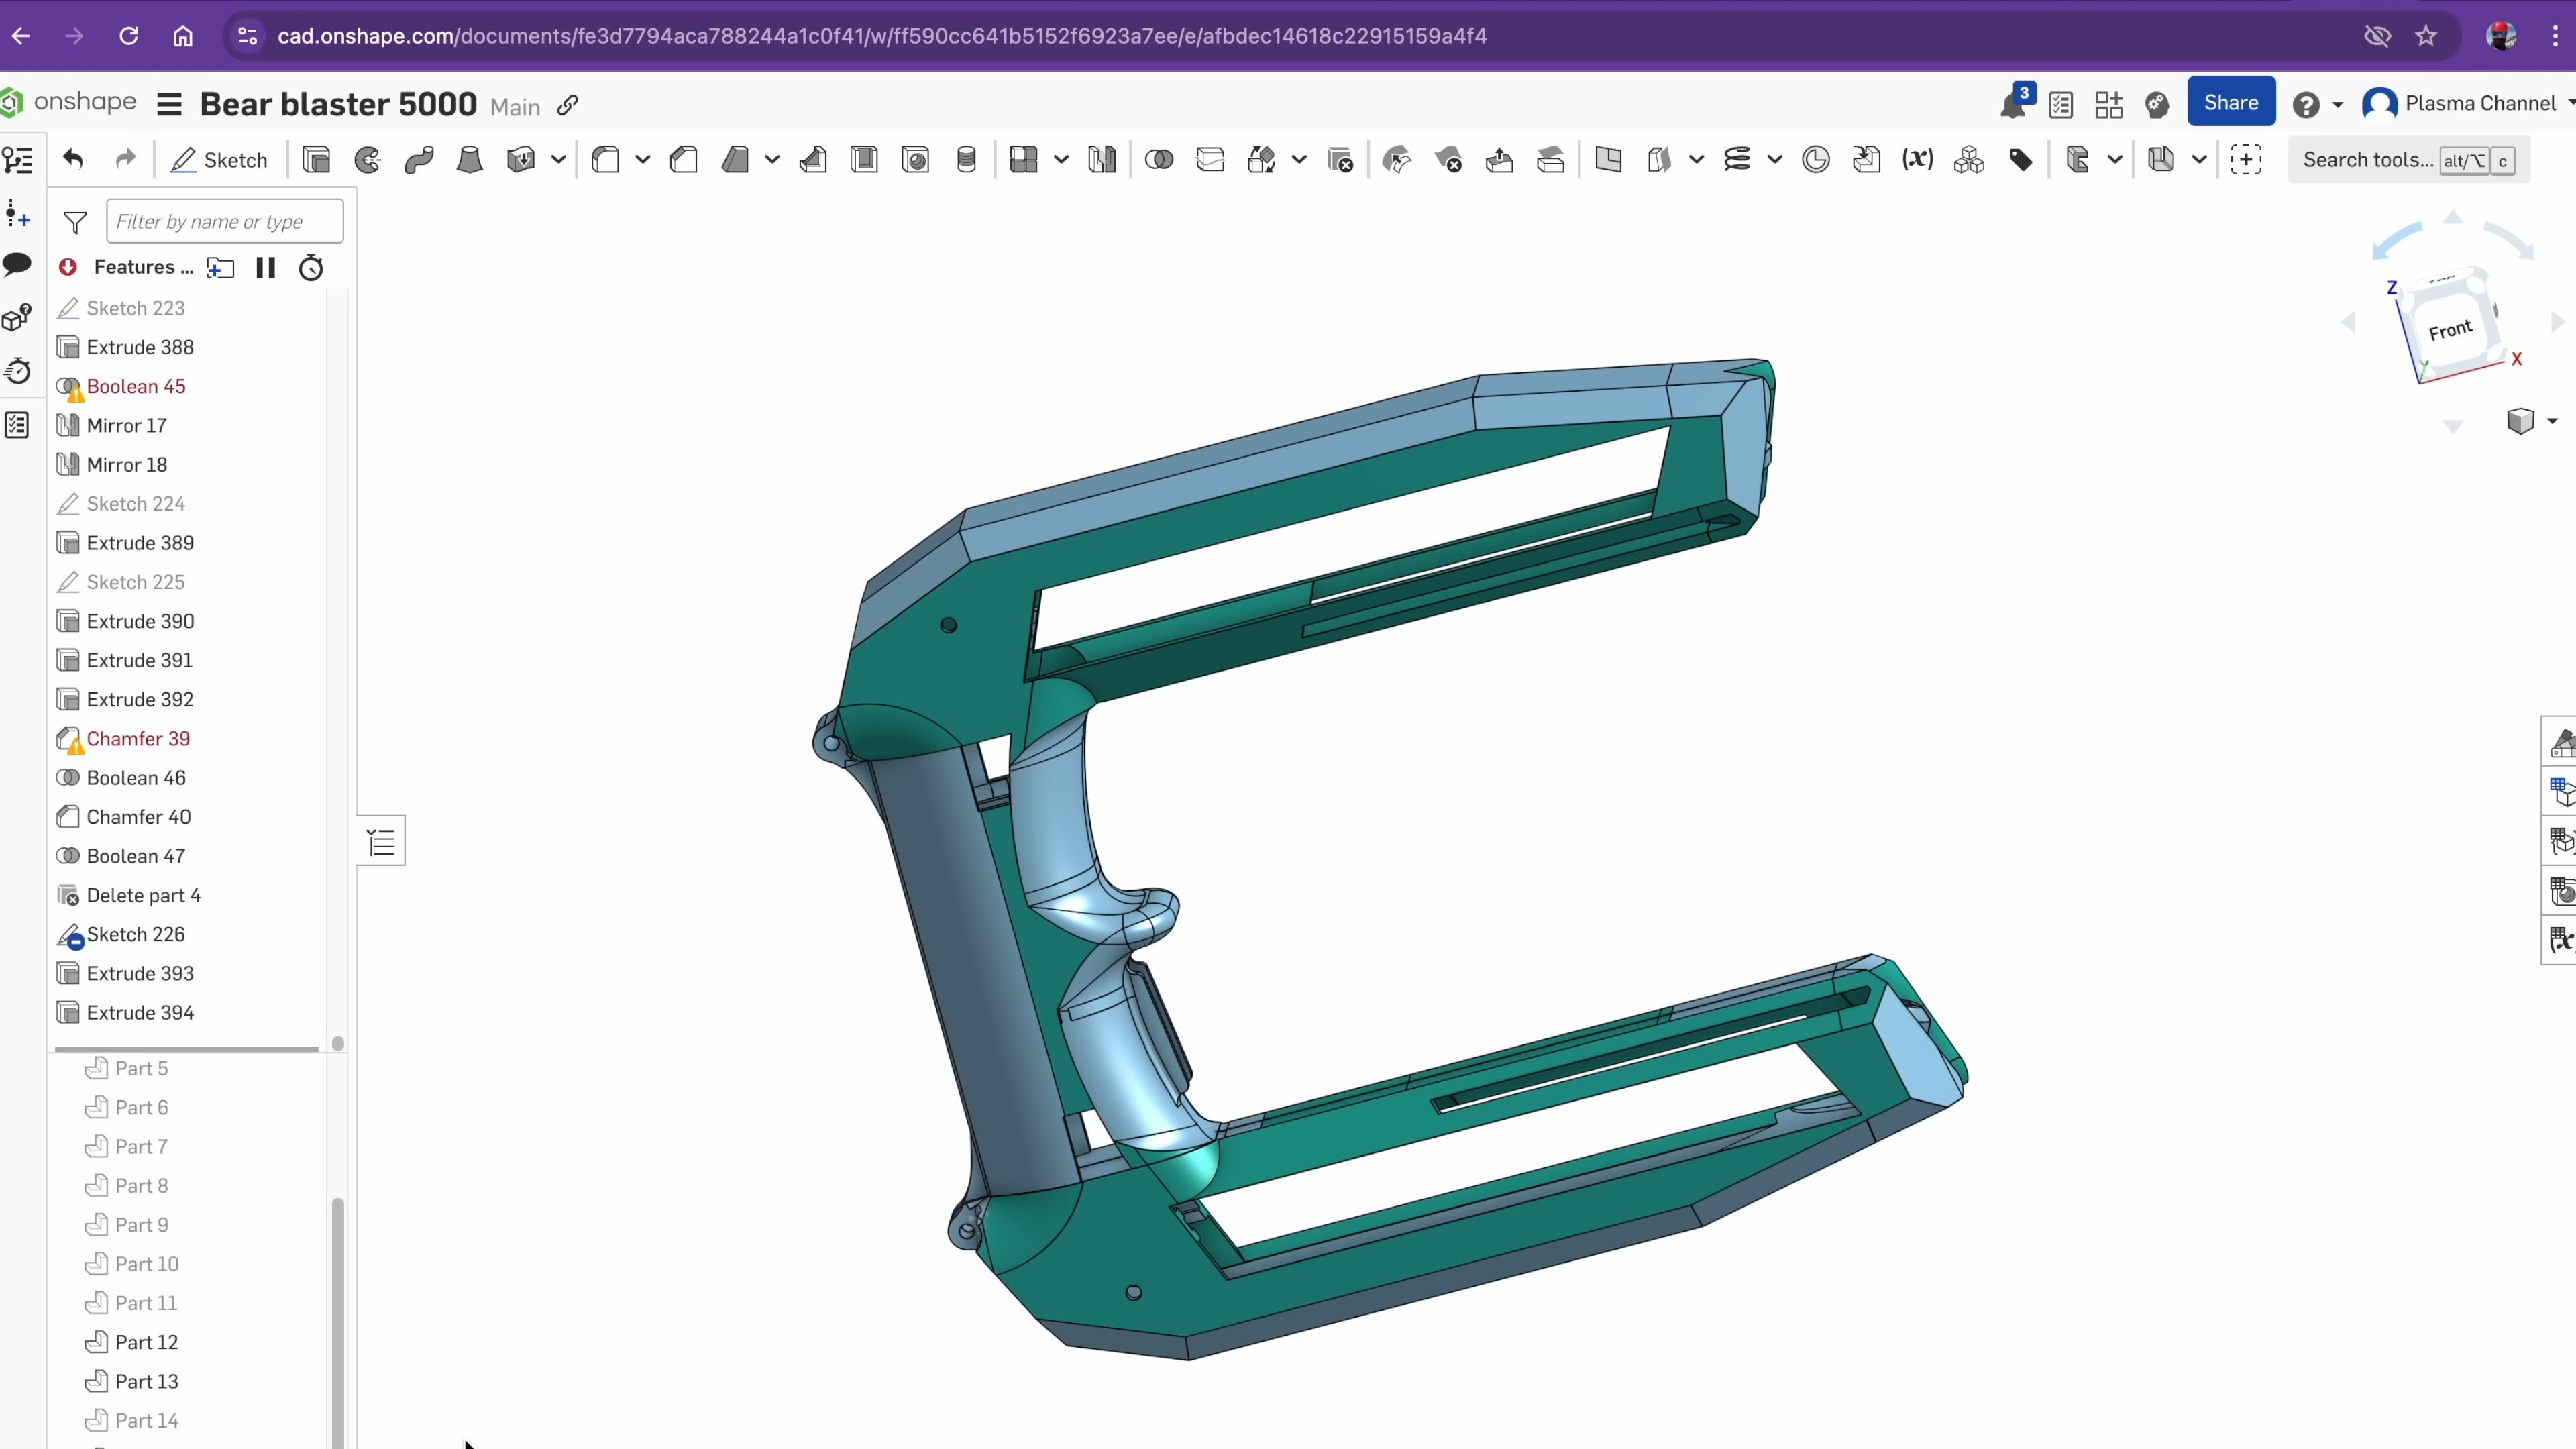 cad.onshape.com/documents/fe3d7794aca788244a1c0f41/w/ff590cc641b5152f6923a7ee/e/afbdec14618c22915159a4f4
onshape Bear blaster 5000 Main 3 Share Plasma Channel
Sketch (x) Search tools... alt/⌥ c
Filter by name or type
Features ...
Sketch 223
Extrude 388
Boolean 45
Mirror 17
Mirror 18
Sketch 224
Extrude 389
Sketch 225
Extrude 390
Extrude 391
Extrude 392
Chamfer 39
Boolean 46
Chamfer 40
Boolean 47
Delete part 4
Sketch 226
Extrude 393
Extrude 394
Part 5
Part 6
Part 7
Part 8
Part 9
Part 10
Part 11
Part 12
Part 13
Part 14
Z
Front
X